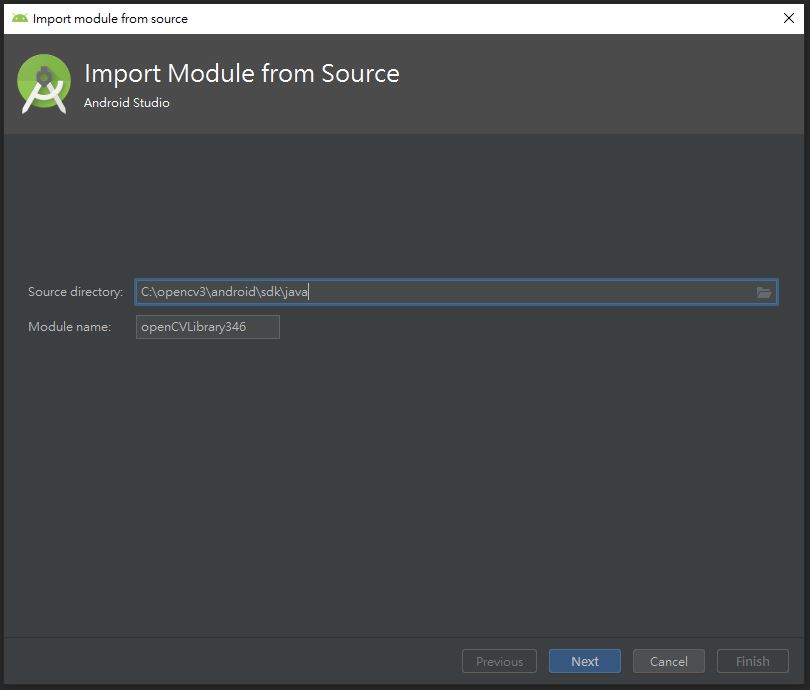 Import module from source
Import Module from Source
Android Studio
Source directory: C:\opencv3\android\sdk\java
Module name: openCVLibrary346
Previous Next Cancel Finish